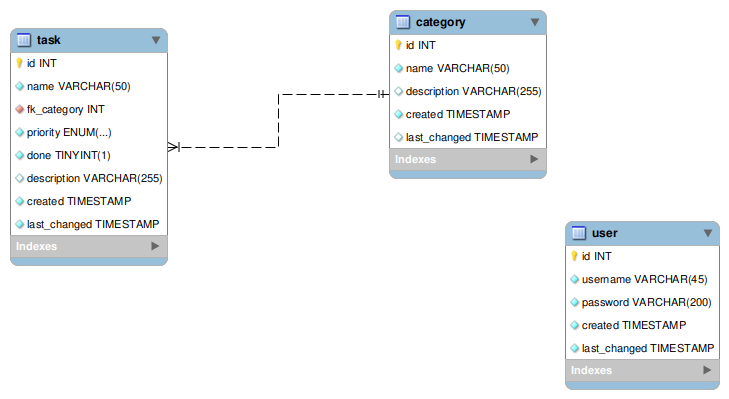 task
id INT
name VARCHAR(50)
fk_category INT
priority ENUM(...)
done TINYINT(1)
description VARCHAR(255)
created TIMESTAMP
last_changed TIMESTAMP
Indexes
category
id INT
name VARCHAR(50)
description VARCHAR(255)
created TIMESTAMP
last_changed TIMESTAMP
Indexes
user
id INT
username VARCHAR(45)
password VARCHAR(200)
created TIMESTAMP
last_changed TIMESTAMP
Indexes